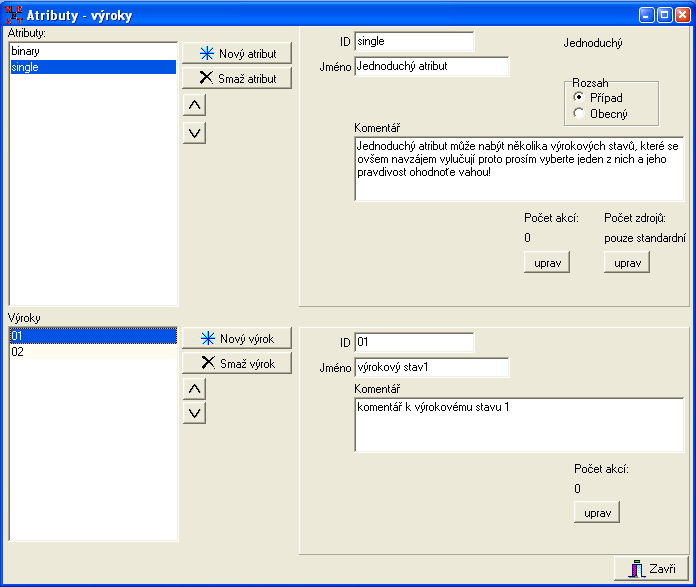 Atributy - výroky
Atributy:
binary
single
Nový atribut
Smaž atribut
ID single
Jednoduchý
Jméno Jednoduchý atribut
Rozsah
Případ
Obecný
Komentář
Jednoduchý atribut může nabýt několika výrokových stavů, které se
ovšem navzájem vylučují proto prosím vyberte jeden z nich a jeho
pravdivost ohodnoťe vahou!
Počet akcí: Počet zdrojů:
0 pouze standardní
uprav uprav
Výroky
01
02
Nový výrok
Smaž výrok
ID 01
Jméno výrokový stav1
Komentář
komentář k výrokovému stavu 1
Počet akcí:
0
uprav
Zavři